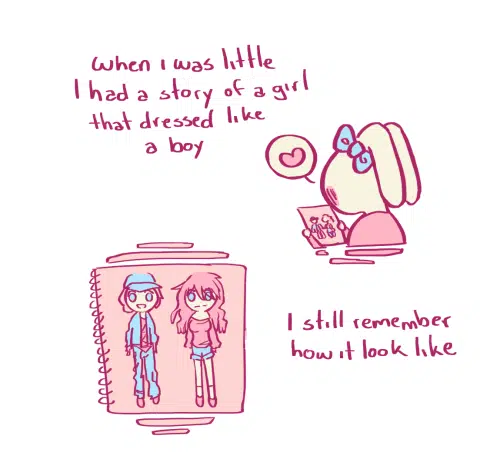 When i was little
I had a story of a girl
that dressed like
a boy
I still remember
how it look like